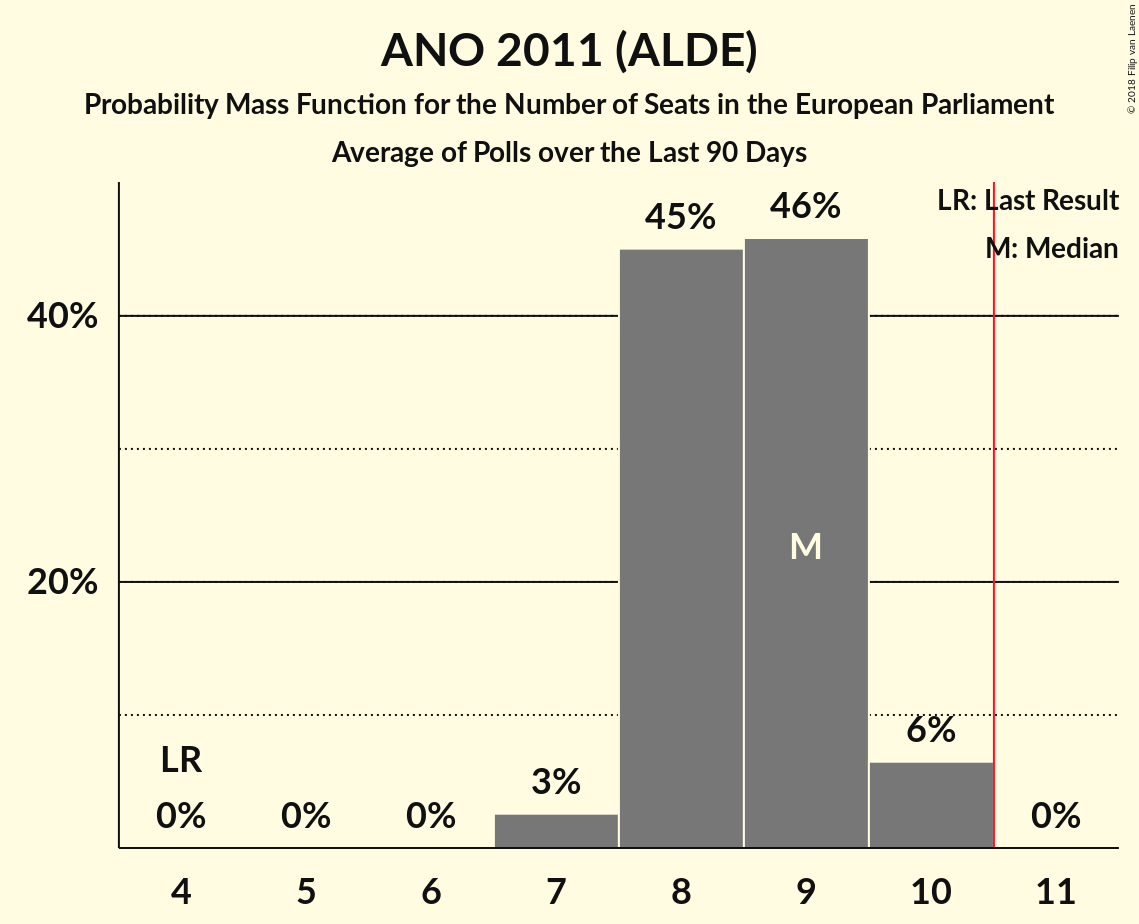 ANO 2011 (ALDE)
Probability Mass Function for the Number of Seats in the European Parliament
Average of Polls over the Last 90 Days
© 2018 Filip van Laenen
LR: Last Result
M: Median
45%
46%
40%
M
20%
6%
LR
3%
0%
0%
0%
0%
4
5
6
7
8
9
10
11